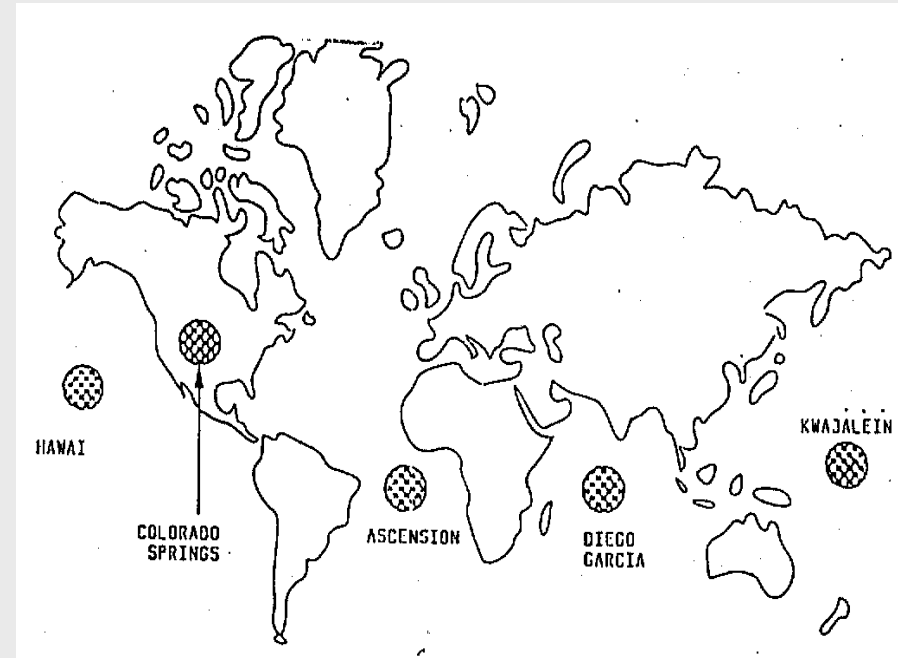 KWAJALEIN
HAWAI
COLORADO
SPRINGS
ASCENSION
DIEGO
GARCIA